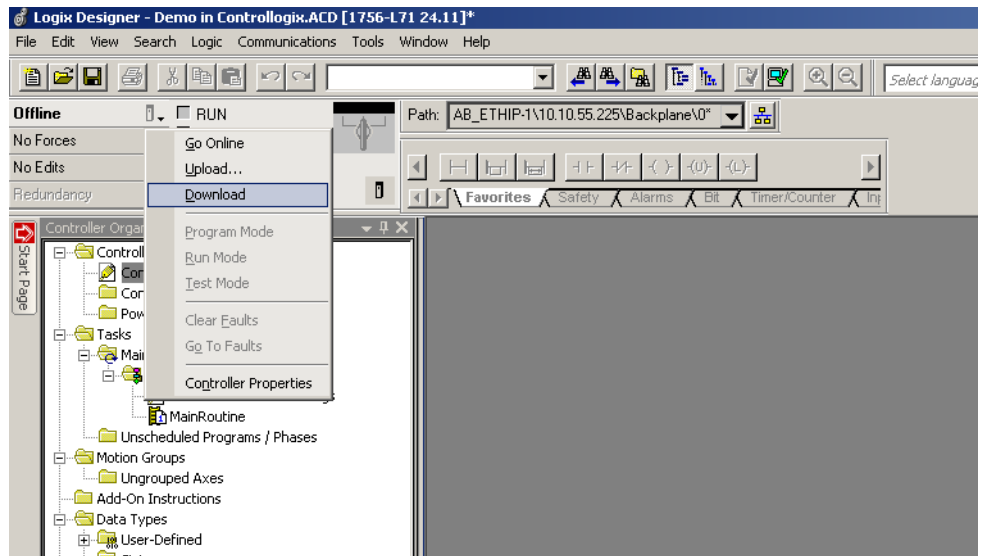 Logix Designer - Demo in Controllogix.ACD [1756-L71 24.11]*
File Edit View Search Logic Communications Tools Window Help
Select languag
Offline RUN
Path: AB_ETHIP-1\10.10.55.225\Backplane\0*
No Forces
No Edits
Redundancy
Go Online
Upload...
Download
Program Mode
Run Mode
Test Mode
Clear Faults
Go To Faults
Controller Properties
Favorites Safety Alarms Bit Timer/Counter
Start Page
Controller Organ
Controll
Con
Con
Pow
Tasks
Mai
MainRoutine
Unscheduled Programs / Phases
Motion Groups
Ungrouped Axes
Add-On Instructions
Data Types
User-Defined